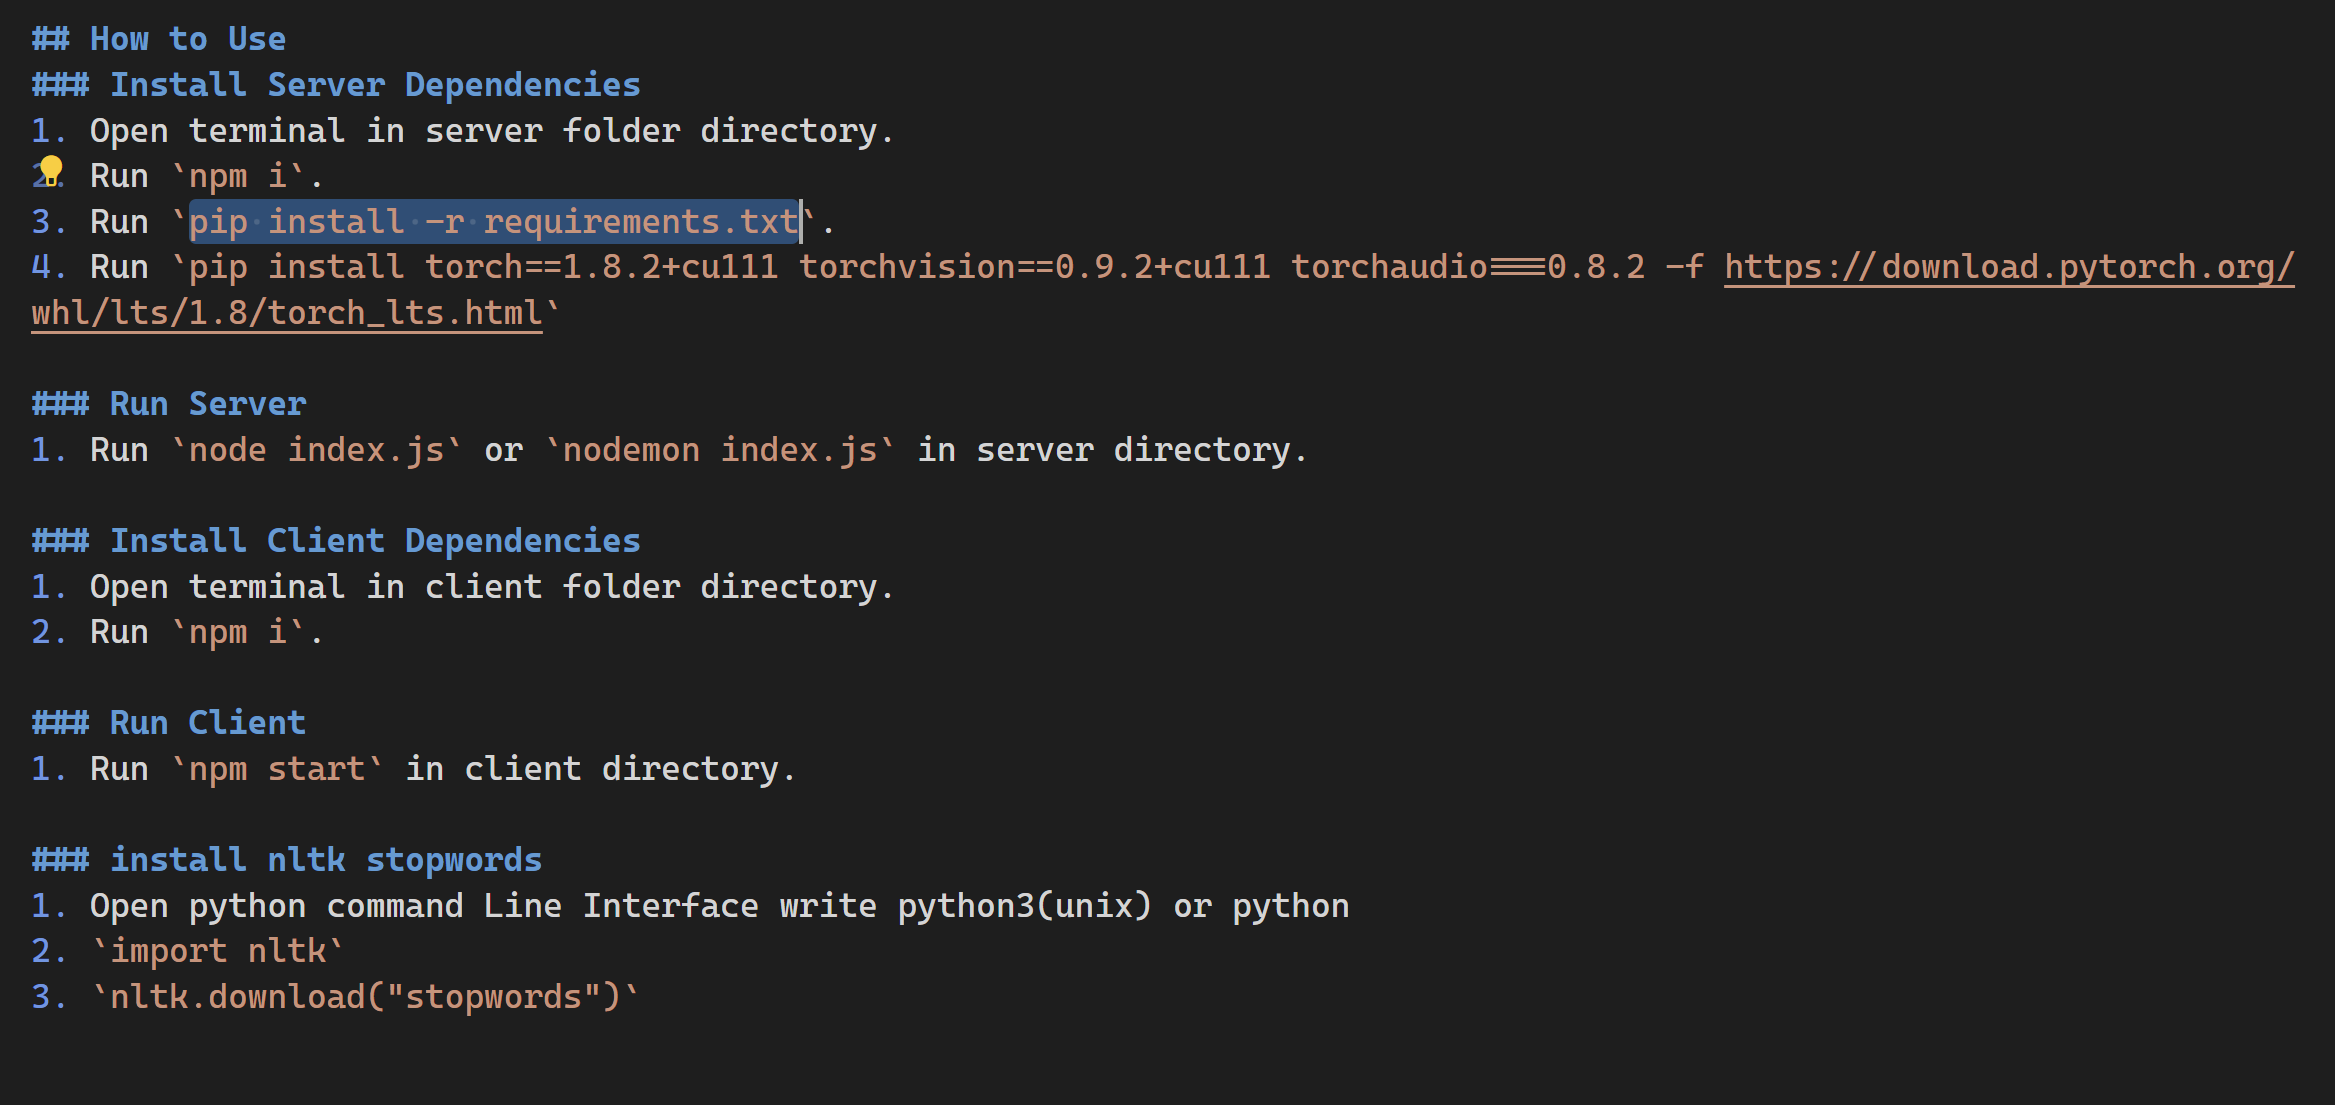 ## How to Use
### Install Server Dependencies
1. Open terminal in server folder directory.
2. Run `npm i`.
3. Run `pip install -r requirements.txt`.
4. Run `pip install torch==1.8.2+cu111 torchvision==0.9.2+cu111 torchaudio===0.8.2 -f https://download.pytorch.org/
whl/lts/1.8/torch_lts.html`
### Run Server
1. Run `node index.js` or `nodemon index.js` in server directory.
### Install Client Dependencies
1. Open terminal in client folder directory.
2. Run `npm i`.
### Run Client
1. Run `npm start` in client directory.
### install nltk stopwords
1. Open python command Line Interface write python3(unix) or python
2. `import nltk`
3. `nltk.download("stopwords")`